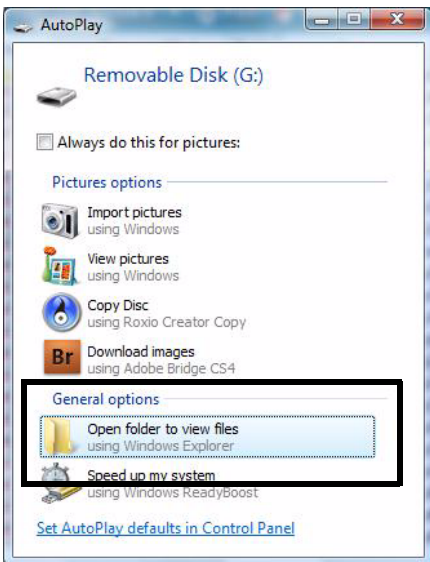 AutoPlay
Removable Disk (G:)
Always do this for pictures:
Pictures options
Import pictures
using Windows
View pictures
using Windows
Copy Disc
using Roxio Creator Copy
Br
Download images
using Adobe Bridge CS4
General options
Open folder to view files
using Windows Explorer
Speed up my system
using Windows ReadyBoost
Set AutoPlay defaults in Control Panel